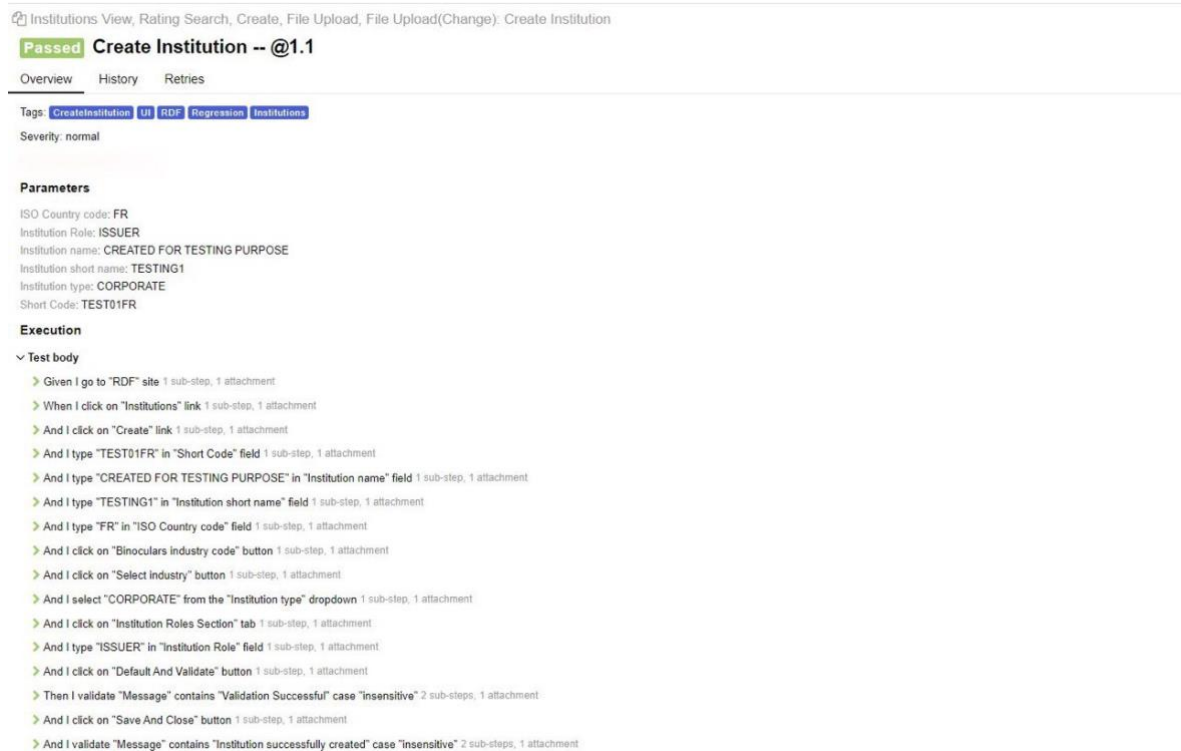 Institutions View, Rating Search, Create, File Upload, File Upload(Change): Create Institution
Passed Create Institution -- @1.1
Overview History Retries
Tags: CreateInstitution UI RDF Regression Institutions
Severity: normal
Parameters
ISO Country code: FR
Institution Role: ISSUER
Institution name: CREATED FOR TESTING PURPOSE
Institution short name: TESTING1
Institution type: CORPORATE
Short Code: TEST01FR
Execution
Test body
Given I go to "RDF" site 1 sub-step, 1 attachment
When I click on "Institutions" link 1 sub-step, 1 attachment
And I click on "Create" link 1 sub-step, 1 attachment
And I type "TEST01FR" in "Short Code" field 1 sub-step, 1 attachment
And I type "CREATED FOR TESTING PURPOSE" in "Institution name" field 1 sub-step, 1 attachment
And I type "TESTING1" in "Institution short name" field 1 sub-step, 1 attachment
And I type "FR" in "ISO Country code" field 1 sub-step, 1 attachment
And I click on "Binoculars industry code" button 1 sub-step, 1 attachment
And I click on "Select industry" button 1 sub-step, 1 attachment
And I select "CORPORATE" from the "Institution type" dropdown 1 sub-step, 1 attachment
And I click on "Institution Roles Section" tab 1 sub-step, 1 attachment
And I type "ISSUER" in "Institution Role" field 1 sub-step, 1 attachment
And I click on "Default And Validate" button 1 sub-step, 1 attachment
Then I validate "Message" contains "Validation Successful" case "insensitive" 2 sub-steps, 1 attachment
And I click on "Save And Close" button 1 sub-step, 1 attachment
And I validate "Message" contains "Institution successfully created" case "insensitive" 2 sub-steps, 1 attachment